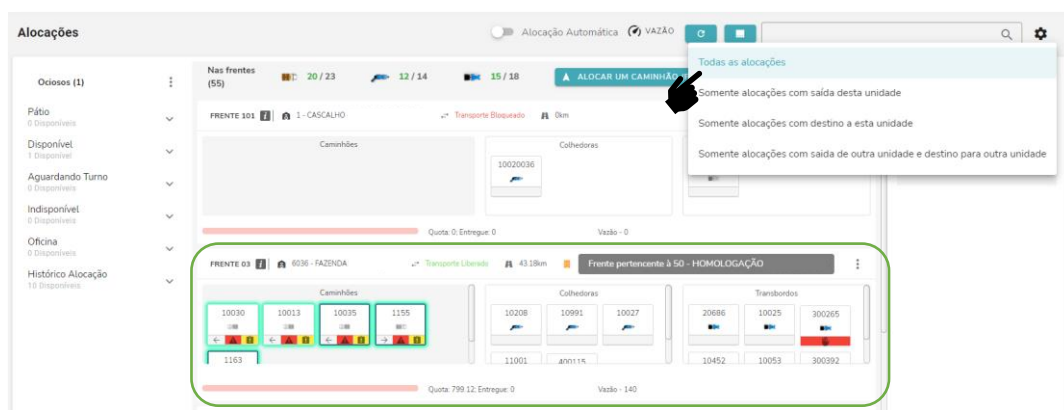 Alocações
Alocação Automática
VAZÃO
Todas as alocações
Somente alocações com saída desta unidade
Somente alocações com destino a esta unidade
Somente alocações com saida de outra unidade e destino para outra unidade
Ociosos (1)
Pátio
0 Disponíveis
Disponível
1 Disponível
Aguardando Turno
0 Disponíveis
Indisponível
0 Disponíveis
Oficina
0 Disponíveis
Histórico Alocação
10 Disponíveis
Nas frentes
(55)
20 / 23
12 / 14
15 / 18
ALOCAR UM CAMINHÃO
FRENTE 101 i 1 - CASCALHO
Transporte Bloqueado
0km
Caminhões
Colhedoras
10020036
Quota: 0; Entregue: 0
Vazão - 0
FRENTE 03 i 6036 - FAZENDA
Transporte Liberado
43.18km
Frente pertencente à 50 - HOMOLOGAÇÃO
Caminhões
Colhedoras
Transbordos
10030 10013 10035 1155
10208 10991 10027
20686 10025 300265
1163
11001 400115
10452 10053 300392
Quota: 799.12; Entregue: 0
Vazão - 140